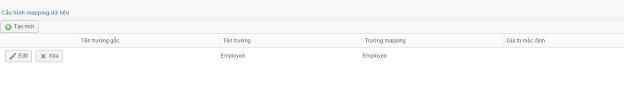 Cấu hình mapping dữ liệu
Tạo mới
Tên trường gốc Tên trường Trường mapping Giá trị mặc định
Edit Xóa Employee Employee